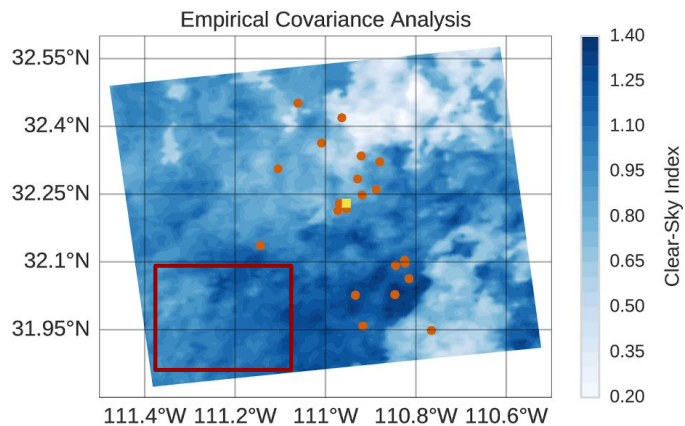 Empirical Covariance Analysis
32.55°N
32.4°N
32.25°N
32.1°N
31.95°N
111.4°W
111.2°W
111°W
110.8°W
110.6°W
1.40
1.25
1.10
0.95
0.80
0.65
0.50
0.35
0.20
Clear-Sky Index